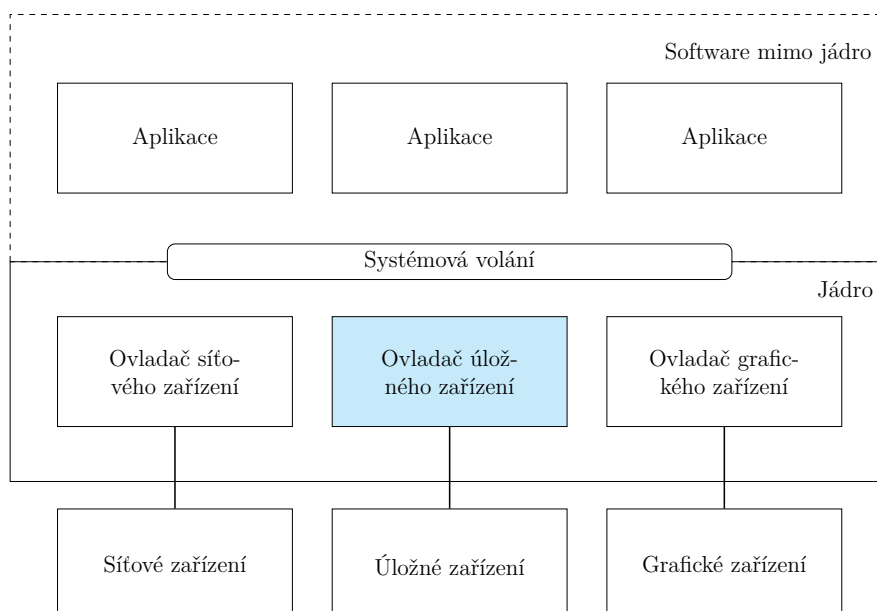 Software mimo jádro
Aplikace
Aplikace
Aplikace
Systémová volání
Jádro
Ovladač síťo-
vého zařízení
Ovladač úlož-
ného zařízení
Ovladač grafic-
kého zařízení
Síťové zařízení
Úložné zařízení
Grafické zařízení